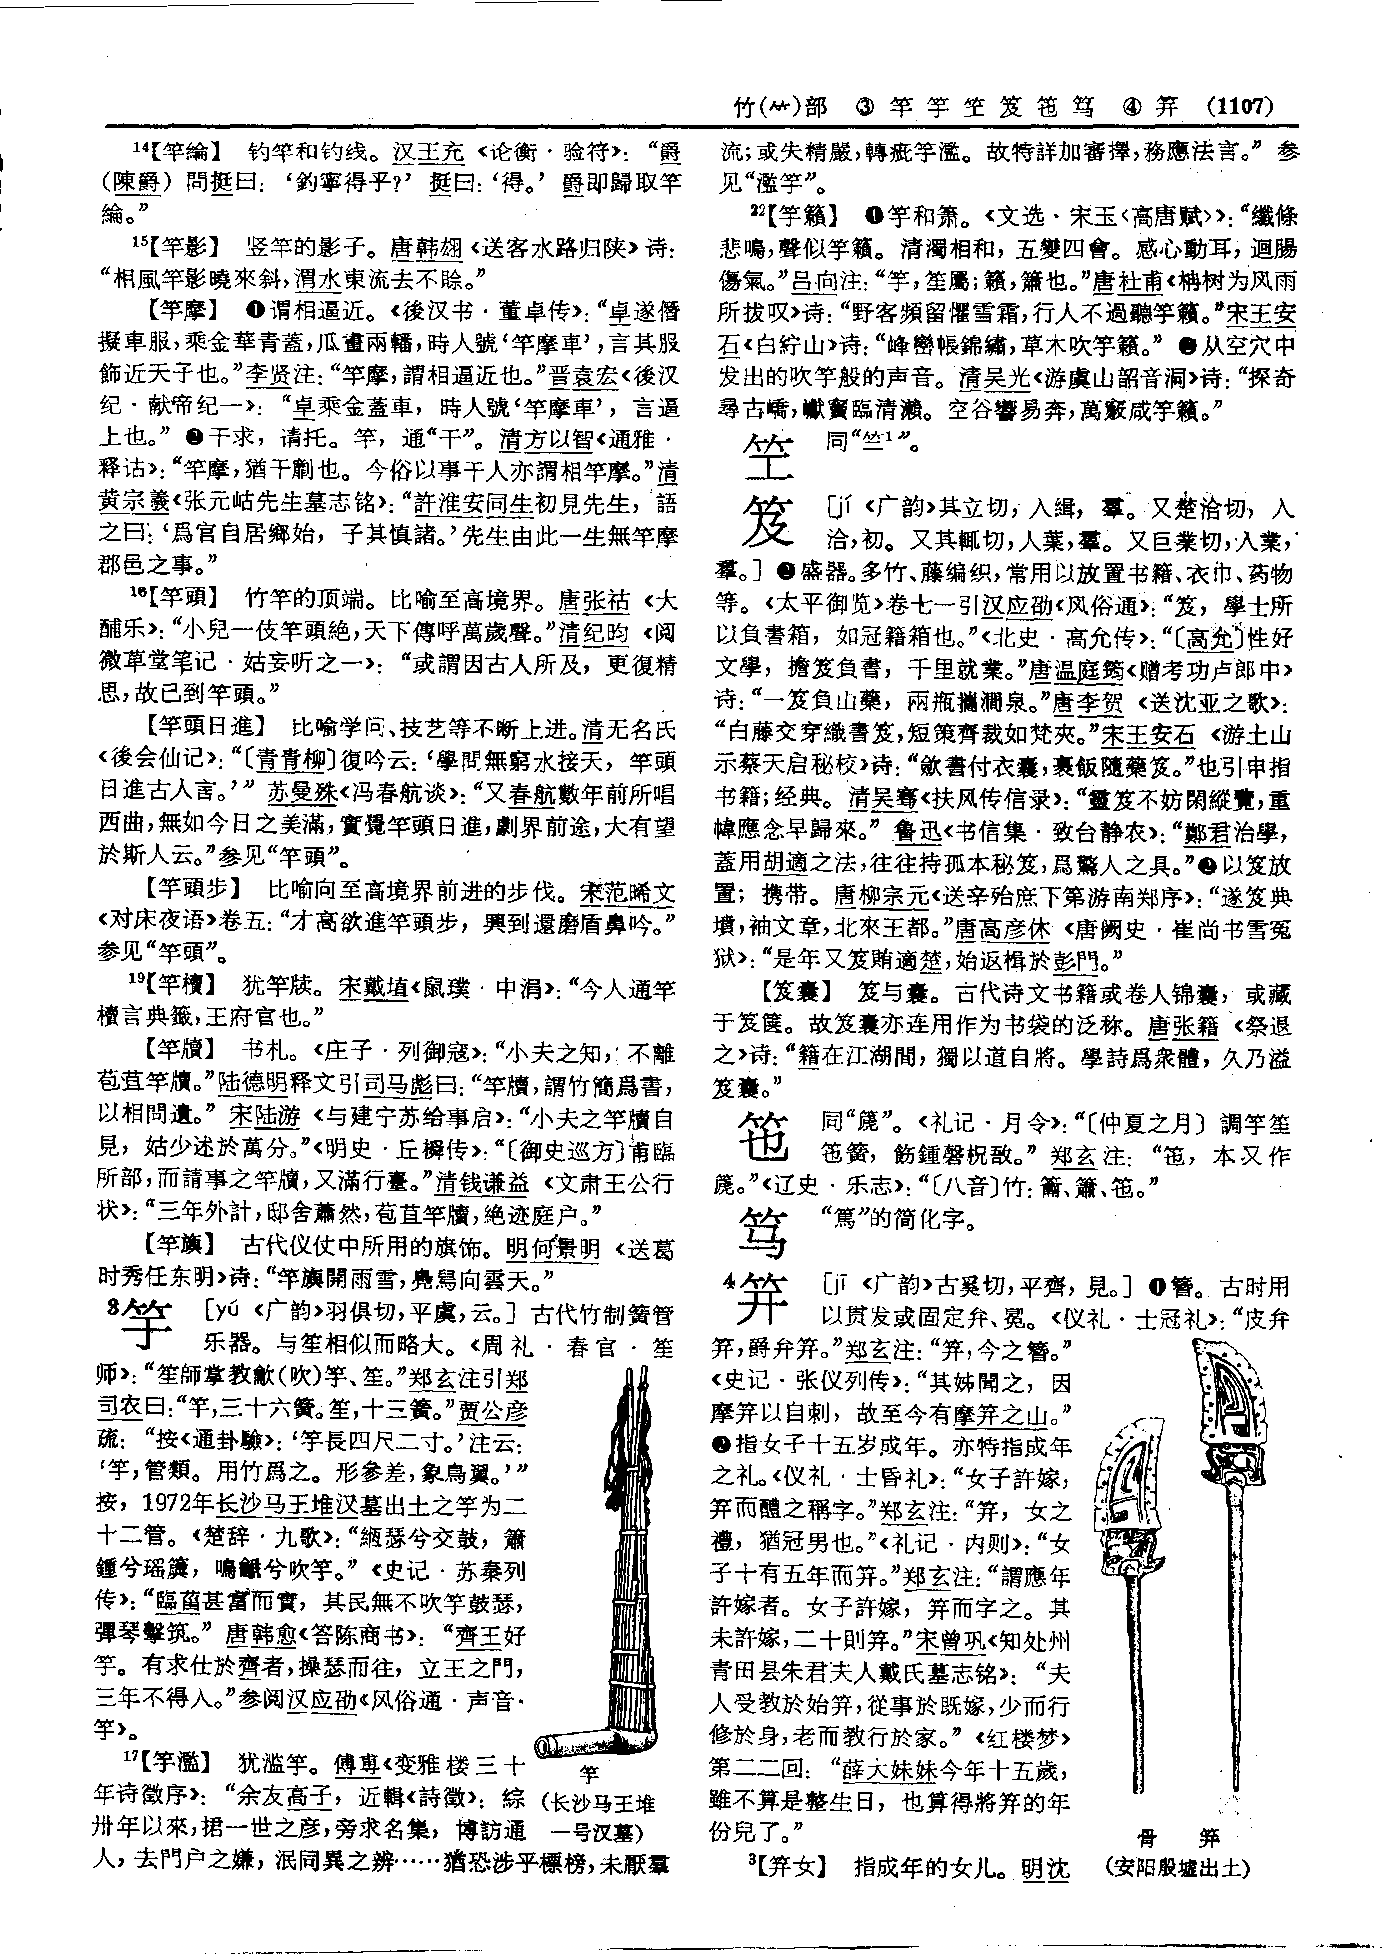 竹(⺮)部 ③竿竽笁笈竾笃 ④笄 (1107)
¹⁴【竿綸】 钓竿和钓线。汉王充《论衡·验符》：“爵
（陳爵）問挺曰：‘釣寧得乎？’挺曰：‘得。’爵即歸取竿
綸。”
¹⁵【竿影】 竖竿的影子。唐韩翃《送客水路归陕》诗：
“相風竿影曉來斜，渭水東流去不賒。”
【竿摩】 ❶谓相逼近。《後汉书·董卓传》：“卓遂僭
擬車服，乘金華青蓋，瓜畫兩轓，時人號‘竿摩車’，言其服
飾近天子也。”李贤注：“竿摩，謂相逼近也。”晋袁宏《後汉
纪·献帝纪一》：“卓乘金蓋車，時人號‘竿摩車’，言逼
上也。”❷干求，请托。竿，通“干”。清方以智《通雅·
释诂》：“竿摩，猶干劘也。今俗以事干人亦謂相竿摩。”清
黄宗羲《张元岵先生墓志铭》：“許淮安同生初見先生，語
之曰：‘爲官自居鄉始，子其慎諸。’先生由此一生無竿摩
郡邑之事。”
¹⁶【竿頭】 竹竿的顶端。比喻至高境界。唐张祜《大
酺乐》：“小兒一伎竿頭絶，天下傳呼萬歲聲。”清纪昀《阅
微草堂笔记·姑妄听之一》：“或謂因古人所及，更復精
思，故已到竿頭。”
【竿頭日進】 比喻学问、技艺等不断上进。清无名氏
《後会仙记》：“〔青青柳〕復吟云：‘學問無窮水接天，竿頭
日進古人言。’”苏曼殊《冯春航谈》：“又春航數年前所唱
西曲，無如今日之美滿，實覺竿頭日進，劇界前途，大有望
於斯人云。”参见“竿頭”。
【竿頭步】 比喻向至高境界前进的步伐。宋范晞文
《对床夜语》卷五：“才高欲進竿頭步，興到還磨盾鼻吟。”
参见“竿頭”。
¹⁹【竿櫝】 犹竿牍。宋戴埴《鼠璞·中涓》：“今人通竿
櫝言典籤，王府官也。”
【竿牘】 书札。《庄子·列御寇》：“小夫之知，不離
苞苴竿牘。”陆德明释文引司马彪曰：“竿牘，謂竹簡爲書，
以相問遺。”宋陆游《与建宁苏给事启》：“小夫之竿牘自
見，姑少述於萬分。”《明史·丘橓传》：“〔御史巡方〕甫臨
所部，而請事之竿牘，又滿行臺。”清钱谦益《文肃王公行
状》：“三年外計，邸舍蕭然，苞苴竿牘，絶迹庭户。”
【竿旟】 古代仪仗中所用的旗饰。明何景明《送葛
时秀任东明》诗：“竿旟開雨雪，鳧舄向雲天。”
³竽 〔yú 《广韵》羽俱切，平虞，云。〕古代竹制簧管
乐器。与笙相似而略大。《周礼·春官·笙
师》：“笙師掌教龡(吹)竽、笙。”郑玄注引郑
司农曰：“竽，三十六簧。笙，十三簧。”贾公彦
疏：“按《通卦驗》：‘竽長四尺二寸。’注云：
‘竽，管類。用竹爲之。形參差，象鳥翼。’”
按，1972年长沙马王堆汉墓出土之竽为二
十二管。《楚辞·九歌》：“緪瑟兮交鼓，簫
鍾兮瑶簴，鳴䶵兮吹竽。”《史记·苏秦列
传》：“臨菑甚富而實，其民無不吹竽鼓瑟，
彈琴擊筑。”唐韩愈《答陈商书》：“齊王好
竽。有求仕於齊者，操瑟而往，立王之門，
三年不得入。”参阅汉应劭《风俗通·声音·
竽》。
竽
（长沙马王堆
一号汉墓）
¹⁷【竽濫】 犹滥竽。傅尃《变雅楼三十
年诗徵序》：“余友高子，近輯《詩徵》：綜
卅年以來，捃一世之彦，旁求名集，博訪通
人，去門户之嫌，泯同異之辨……猶恐涉乎標榜，未厭羣
流；或失精嚴，轉疵竽濫。故特詳加審擇，務應法言。”参
见“濫竽”。
²²【竽籟】 ❶竽和箫。《文选·宋玉〈高唐赋〉》：“纖條
悲鳴，聲似竽籟。清濁相和，五變四會。感心動耳，迴腸
傷氣。”吕向注：“竽，笙屬；籟，簫也。”唐杜甫《楠树为风雨
所拔叹》诗：“野客頻留懼雪霜，行人不過聽竽籟。”宋王安
石《白紵山》诗：“峰巒帳錦繡，草木吹竽籟。”❷从空穴中
发出的吹竽般的声音。清吴光《游虞山韶音洞》诗：“探奇
尋古嶠，巘竇臨清瀨。空谷響易奔，萬竅咸竽籟。”
笁 同“竺¹”。
笈 〔jí 《广韵》其立切，入緝，羣。又楚洽切，入
洽，初。又其輒切，入葉，羣。又巨業切，入業，
羣。〕❶盛器。多竹、藤编织，常用以放置书籍、衣巾、药物
等。《太平御览》卷七一引汉应劭《风俗通》：“笈，學士所
以負書箱，如冠籍箱也。”《北史·高允传》：“〔高允〕性好
文學，擔笈負書，千里就業。”唐温庭筠《赠考功卢郎中》
诗：“一笈負山藥，兩瓶攜澗泉。”唐李贺《送沈亚之歌》：
“白藤交穿織書笈，短策齊裁如梵夾。”宋王安石《游土山
示蔡天启秘校》诗：“斂書付衣囊，裹飯隨藥笈。”也引申指
书籍；经典。清吴骞《扶风传信录》：“靈笈不妨閑縱覽，重
幃應念早歸來。”鲁迅《书信集·致台静农》：“鄭君治學，
蓋用胡適之法，往往持孤本秘笈，爲驚人之具。”❷以笈放
置；携带。唐柳宗元《送辛殆庶下第游南郑序》：“遂笈典
墳，袖文章，北來王都。”唐高彦休《唐阙史·崔尚书雪冤
狱》：“是年又笈賄適楚，始返楫於彭門。”
【笈囊】 笈与囊。古代诗文书籍或卷入锦囊，或藏
于笈箧。故笈囊亦连用作为书袋的泛称。唐张籍《祭退
之》诗：“籍在江湖間，獨以道自將。學詩爲衆體，久乃溢
笈囊。”
竾 同“篪”。《礼记·月令》：“〔仲夏之月〕調竽笙
竾簧，飭鍾磬柷敔。”郑玄注：“竾，本又作
篪。”《辽史·乐志》：“〔八音〕竹：籥、簫、竾。”
笃 “篤”的简化字。
⁴笄 〔jī 《广韵》古奚切，平齊，見。〕❶簪。古时用
以贯发或固定弁、冕。《仪礼·士冠礼》：“皮弁
笄，爵弁笄。”郑玄注：“笄，今之簪。”
《史记·张仪列传》：“其姊聞之，因
摩笄以自刺，故至今有摩笄之山。”
❷指女子十五岁成年。亦特指成年
之礼。《仪礼·士昏礼》：“女子許嫁，
笄而醴之稱字。”郑玄注：“笄，女之
禮，猶冠男也。”《礼记·内则》：“女
子十有五年而笄。”郑玄注：“謂應年
許嫁者。女子許嫁，笄而字之。其
未許嫁，二十則笄。”宋曾巩《知处州
青田县朱君夫人戴氏墓志铭》：“夫
人受教於始笄，從事於既嫁，少而行
修於身，老而教行於家。”《红楼梦》
第二二回：“薛大妹妹今年十五歲，
雖不算是整生日，也算得將笄的年
份兒了。”
骨 笄
（安阳殷墟出土）
³【笄女】 指成年的女儿。明沈